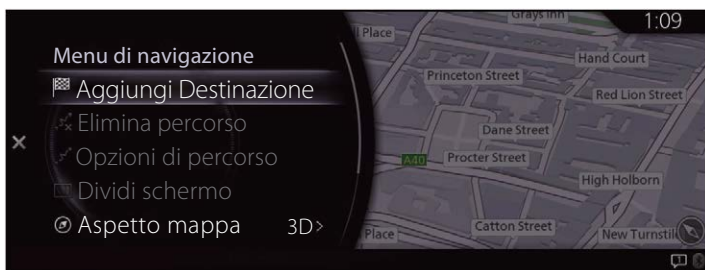 Grays Inn
1:09
ll Place
Menu di navigazione
Hand Court
Aggiungi Destinazione
Princeton Street
Red Lion Street
Elimina percorso
Dane Street
Opzioni di percorso
A40
Procter Street
Dividi schermo
High Holborn
Aspetto mappa 3D>
Place
Catton Street
New Turnstil